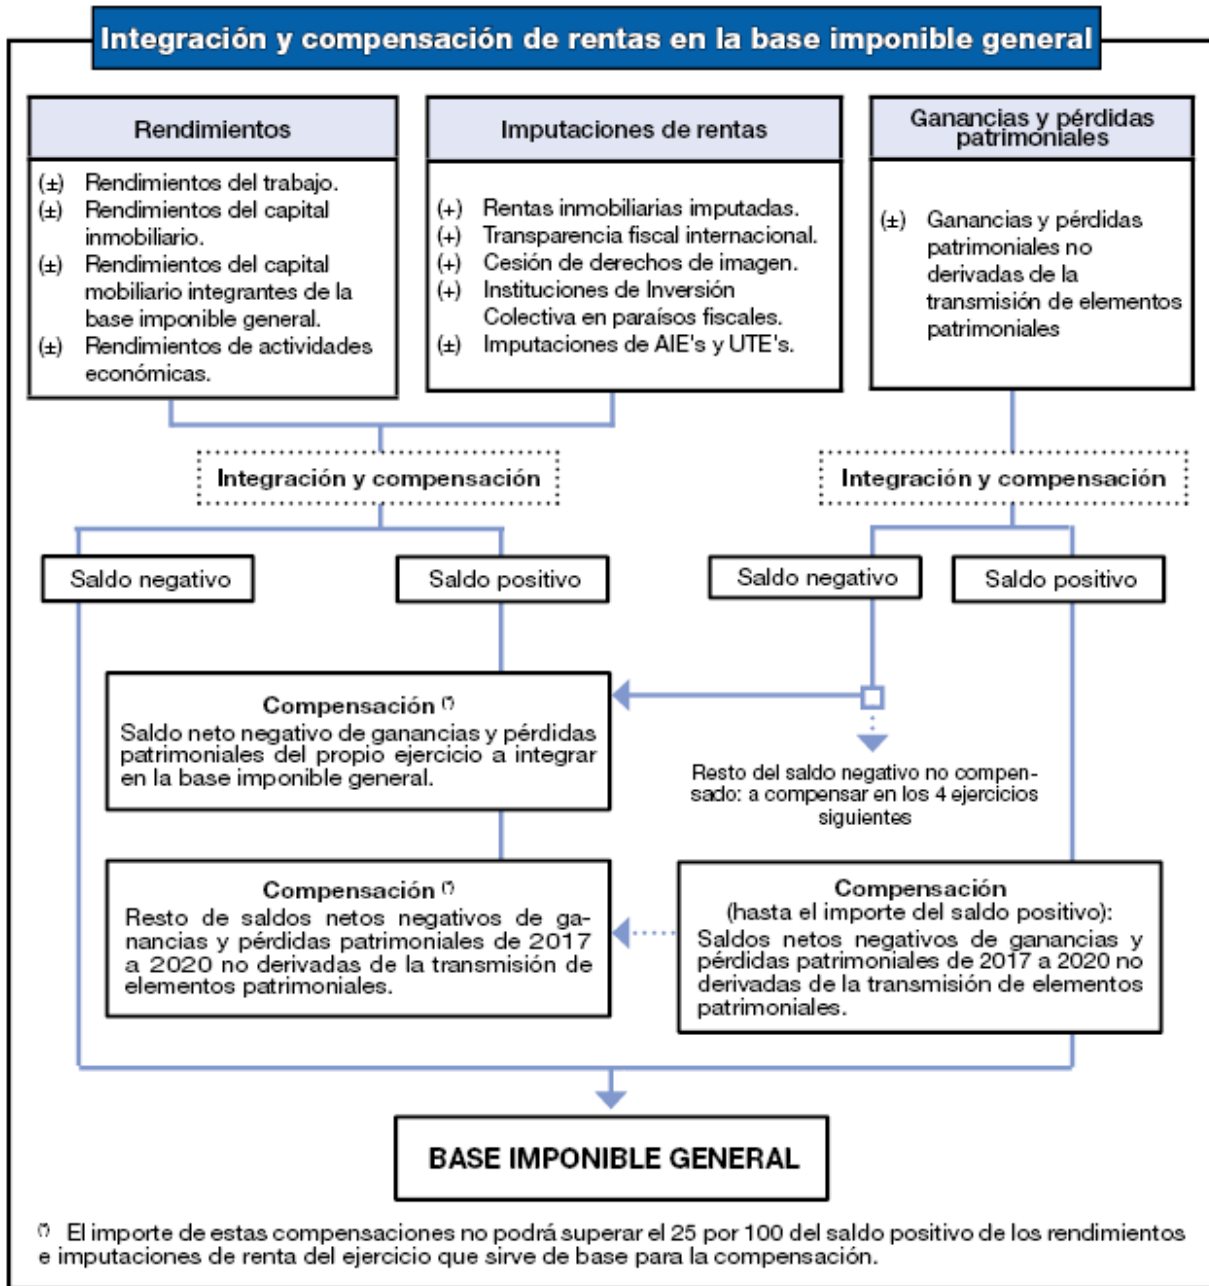 Integración y compensación de rentas en la base imponible general
Rendimientos
(±) Rendimientos del trabajo.
(±) Rendimientos del capital
inmobiliario.
(±) Rendimientos del capital
mobiliario integrantes de la
base imponible general.
(±) Rendimientos de actividades
económicas.
Imputaciones de rentas
(+) Rentas inmobiliarias imputadas.
(+) Transparencia fiscal internacional.
(+) Cesión de derechos de imagen.
(+) Instituciones de Inversión
Colectiva en paraísos fiscales.
(±) Imputaciones de AIE's y UTE's.
Ganancias y pérdidas
patrimoniales
(±) Ganancias y pérdidas
patrimoniales no
derivadas de la
transmisión de elementos
patrimoniales
Integración y compensación
Integración y compensación
Saldo negativo
Saldo positivo
Saldo negativo
Saldo positivo
Compensación (*)
Saldo neto negativo de ganancias y pérdidas
patrimoniales del propio ejercicio a integrar
en la base imponible general.
Resto del saldo negativo no compen-
sado: a compensar en los 4 ejercicios
siguientes
Compensación (*)
Resto de saldos netos negativos de ga-
nancias y pérdidas patrimoniales de 2017
a 2020 no derivadas de la transmisión de
elementos patrimoniales.
Compensación
(hasta el importe del saldo positivo):
Saldos netos negativos de ganancias y
pérdidas patrimoniales de 2017 a 2020 no
derivadas de la transmisión de elementos
patrimoniales.
BASE IMPONIBLE GENERAL
(*) El importe de estas compensaciones no podrá superar el 25 por 100 del saldo positivo de los rendimientos
e imputaciones de renta del ejercicio que sirve de base para la compensación.